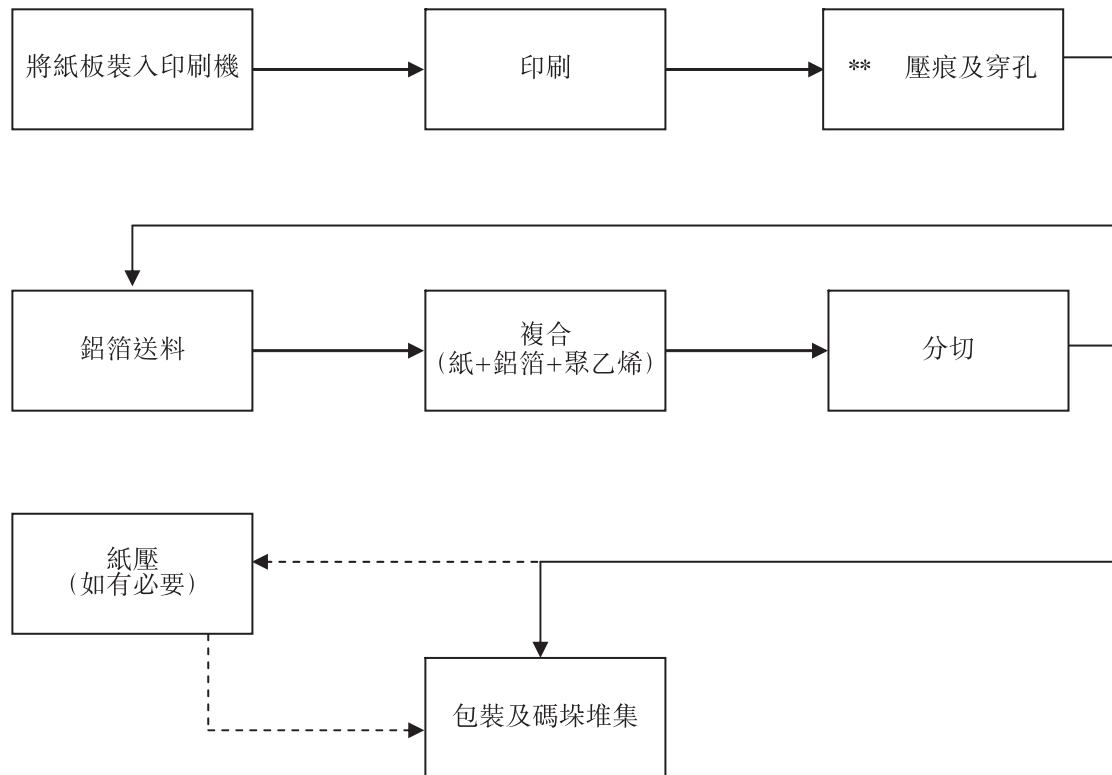 將紙板裝入印刷機
印刷
** 壓痕及穿孔
鋁箔送料
複合
(紙+鋁箔+聚乙烯)
分切
紙壓
(如有必要)
包裝及碼垛堆集